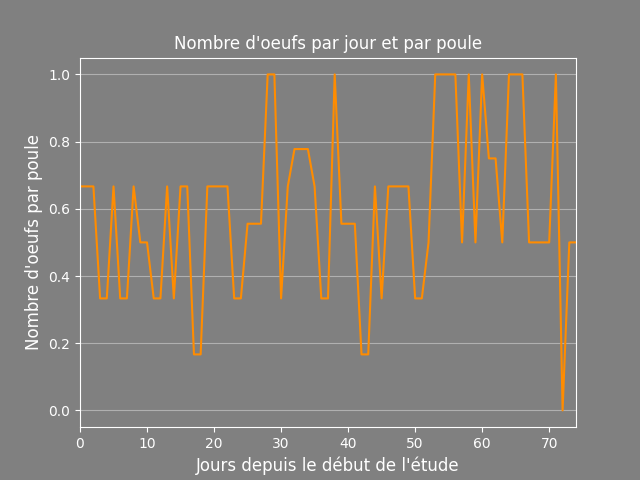 Nombre d'oeufs par jour et par poule
1.0
0.8
0.6
0.4
0.2
0.0
Nombre d'oeufs par poule
0 10 20 30 40 50 60 70
Jours depuis le début de l'étude